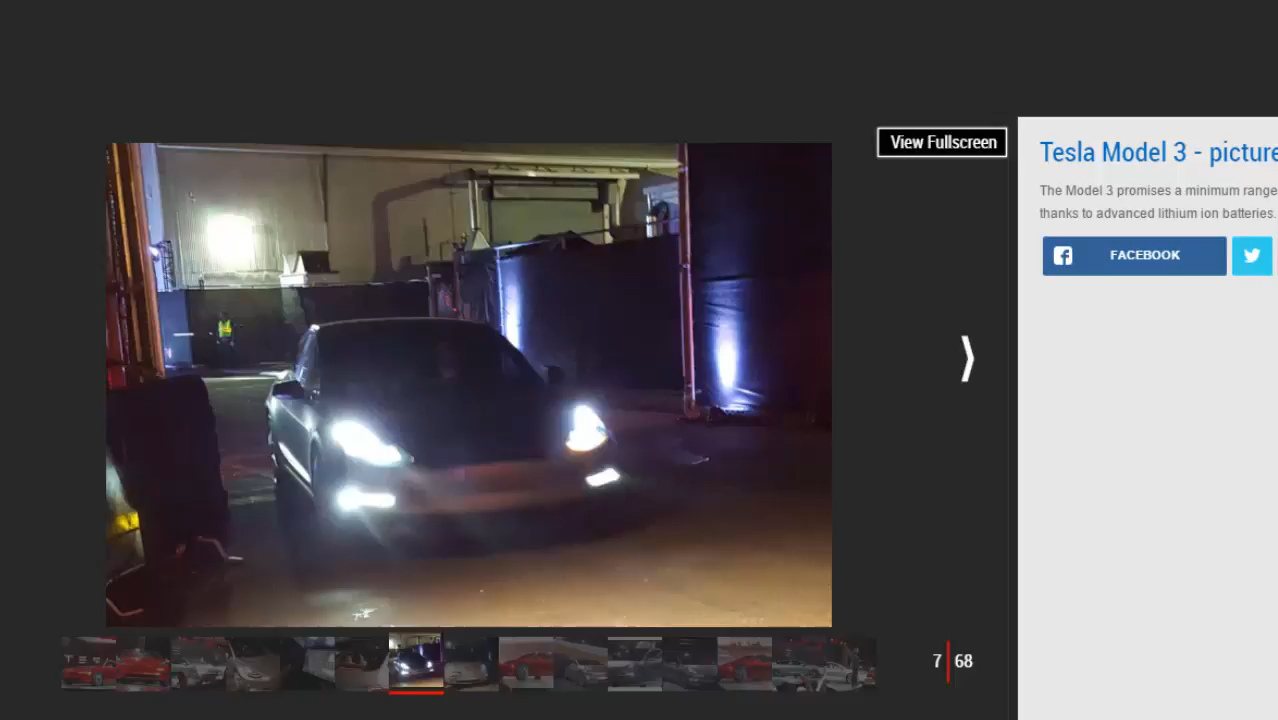 View Fullscreen
Tesla Model 3 - picture
The Model 3 promises a minimum range
thanks to advanced lithium ion batteries.
FACEBOOK
7 68